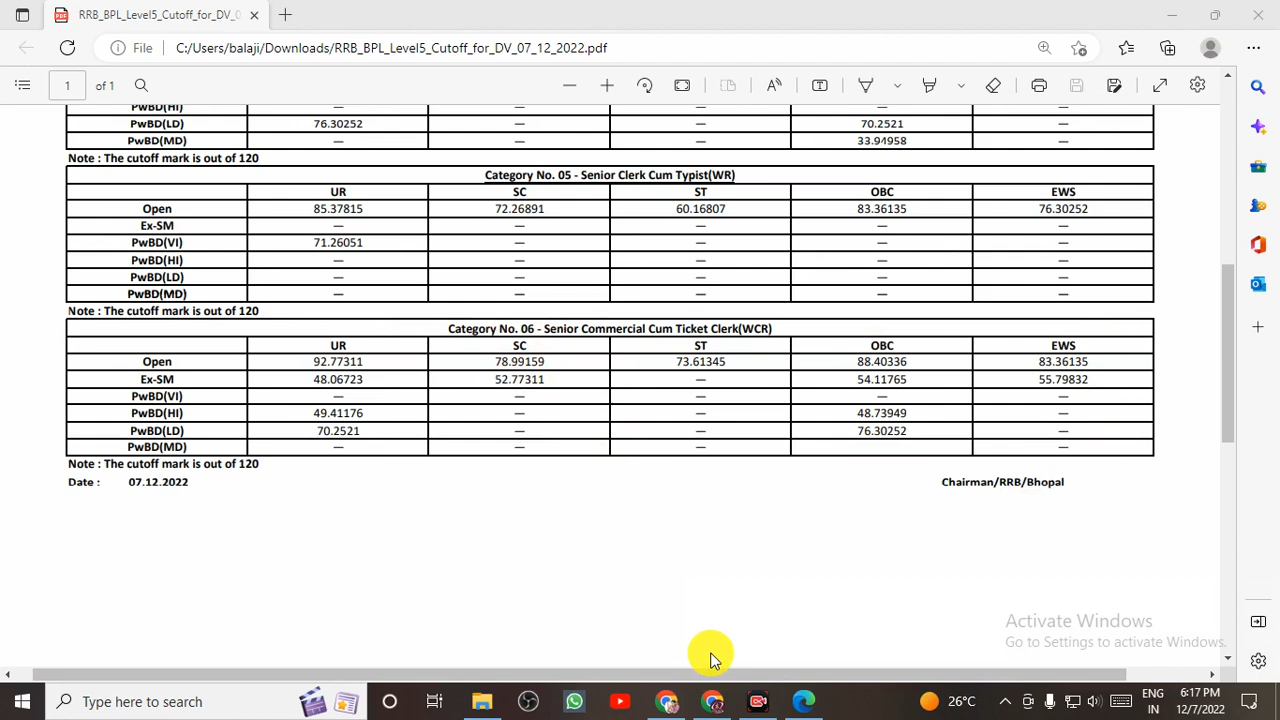 RRB_BPL_Level5_Cutoff_for_DV_0
File C:/Users/balaji/Downloads/RRB_BPL_Level5_Cutoff_for_DV_07_12_2022.pdf
1 of 1
PwBD(HI) — — — — —
PwBD(LD) 76.30252 — — 70.2521 —
PwBD(MD) — — — 33.94958 —
Note : The cutoff mark is out of 120
Category No. 05 - Senior Clerk Cum Typist(WR)
UR SC ST OBC EWS
Open 85.37815 72.26891 60.16807 83.36135 76.30252
Ex-SM — — — — —
PwBD(VI) 71.26051 — — — —
PwBD(HI) — — — — —
PwBD(LD) — — — — —
PwBD(MD) — — — — —
Note : The cutoff mark is out of 120
Category No. 06 - Senior Commercial Cum Ticket Clerk(WCR)
UR SC ST OBC EWS
Open 92.77311 78.99159 73.61345 88.40336 83.36135
Ex-SM 48.06723 52.77311 — 54.11765 55.79832
PwBD(VI) — — — — —
PwBD(HI) 49.41176 — — 48.73949 —
PwBD(LD) 70.2521 — — 76.30252 —
PwBD(MD) — — — —
Note : The cutoff mark is out of 120
Date : 07.12.2022 Chairman/RRB/Bhopal
Activate Windows
Go to Settings to activate Windows.
Type here to search
26°C
ENG
IN
6:17 PM
12/7/2022